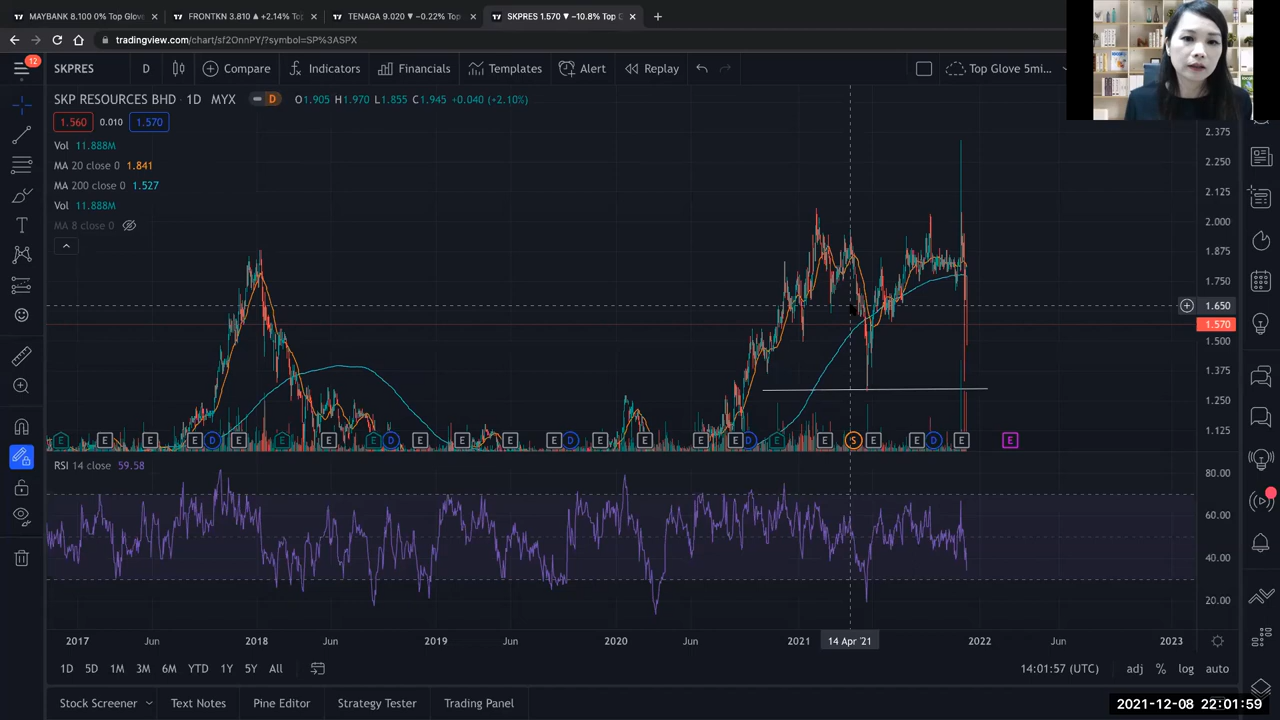 MAYBANK 8.100 0% Top Glov
FRONTKN 3.810 ▲ +2.14% To
TENAGA 9.020 ▼ −0.22% Top
SKPRES 1.570 ▼ −10.8% Top
tradingview.com/chart/sf2OnnPY/?symbol=SP%3ASPX
12
SKPRES
D
Compare
Indicators
Financia
Templat
Alert
Replay
Top Glove 5mi...
SKP RESOURCES BHD · 1D · MYX
D
O1.905 H1.970 L1.855 C1.945 +0.040 (+2.10%)
1.560
0.010
1.570
Vol 11.888M
MA 20 close 0 1.841
MA 200 close 0 1.527
Vol 11.888M
MA 8 close 0
2.375
2.250
2.125
2.000
1.875
1.750
1.650
1.570
1.500
1.375
1.250
1.125
E E E E D E E E E D E E E E D E E E E D E E S E E D E E
RSI 14 close 59.58
80.00
60.00
40.00
20.00
2017 Jun 2018 Jun 2019 Jun 2020 Jun 2021 14 Apr '21 2022 Jun 2023
1D 5D 1M 3M 6M YTD 1Y 5Y All
14:01:57 (UTC)
adj % log auto
Stock Screener
Text Notes
Pine Editor
Strategy Tester
Trading Panel
2021-12-08 22:01:59